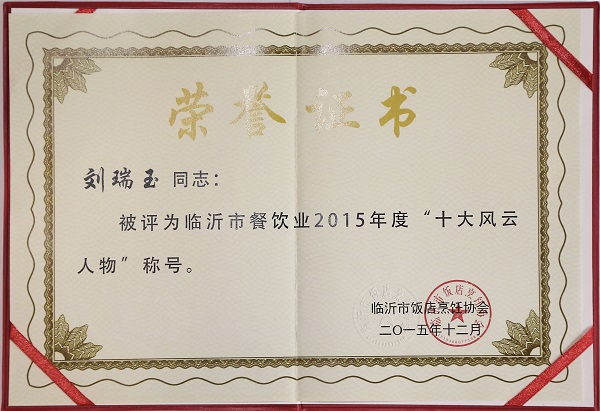 荣誉证书
刘瑞玉 同志：
被评为临沂市餐饮业2015年度“十大风云
人物”称号。
临沂市饭店烹饪协会
二〇一五年十二月